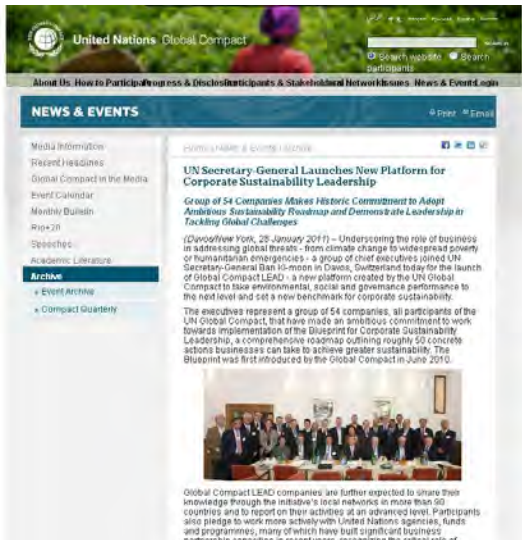 United Nations Global Compact
Search website Search participants
About Us How to Participate Progress & Disclosure Participants & Stakeholders Local Networks Issues News & Events Login
NEWS & EVENTS
Print Email
Media Information
Recent Headlines
Global Compact in the Media
Event Calendar
Monthly Bulletin
Rio+20
Speeches
Academic Literature
Archive
» Event Archive
» Compact Quarterly
Home / News & Events / Archive
UN Secretary-General Launches New Platform for
Corporate Sustainability Leadership
Group of 54 Companies Makes Historic Commitment to Adopt
Ambitious Sustainability Roadmap and Demonstrate Leadership in
Tackling Global Challenges
(Davos/New York, 28 January 2011) – Underscoring the role of business
in addressing global threats - from climate change to widespread poverty
or humanitarian emergencies - a group of chief executives joined UN
Secretary-General Ban Ki-moon in Davos, Switzerland today for the launch
of Global Compact LEAD - a new platform created by the UN Global
Compact to take environmental, social and governance performance to
the next level and set a new benchmark for corporate sustainability.
The executives represent a group of 54 companies, all participants of the
UN Global Compact, that have made an ambitious commitment to work
towards implementation of the Blueprint for Corporate Sustainability
Leadership, a comprehensive roadmap outlining roughly 50 concrete
actions businesses can take to achieve greater sustainability. The
Blueprint was first introduced by the Global Compact in June 2010.
Global Compact LEAD companies are further expected to share their
knowledge through the initiative's local networks in more than 90
countries and to report on their activities at an advanced level. Participants
also pledge to work more actively with United Nations agencies, funds
and programmes, many of which have built significant business